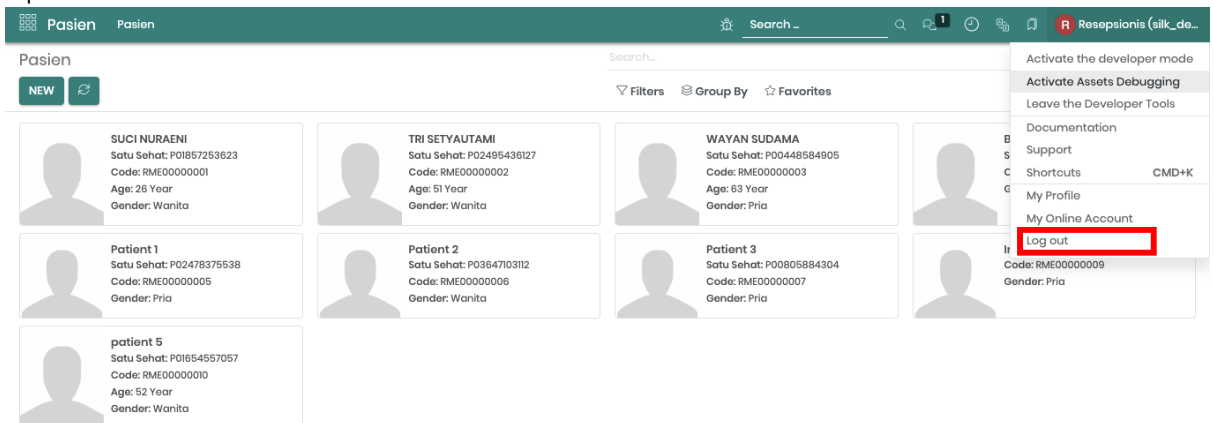 Pasien Pasien Search ... 1 R Resepsionis (silk_de...
Pasien
Search...
NEW
Filters Group By Favorites
Activate the developer mode
Activate Assets Debugging
Leave the Developer Tools
Documentation
Support
Shortcuts CMD+K
My Profile
My Online Account
Log out
SUCI NURAENI
Satu Sehat: P01857253623
Code: RME00000001
Age: 26 Year
Gender: Wanita
TRI SETYAUTAMI
Satu Sehat: P02495436127
Code: RME00000002
Age: 51 Year
Gender: Wanita
WAYAN SUDAMA
Satu Sehat: P00448584905
Code: RME00000003
Age: 63 Year
Gender: Pria
Patient 1
Satu Sehat: P02478375538
Code: RME00000005
Gender: Pria
Patient 2
Satu Sehat: P03647103112
Code: RME00000006
Gender: Wanita
Patient 3
Satu Sehat: P00805884304
Code: RME00000007
Gender: Pria
Code: RME00000009
Gender: Pria
patient 5
Satu Sehat: P01654557057
Code: RME00000010
Age: 52 Year
Gender: Wanita